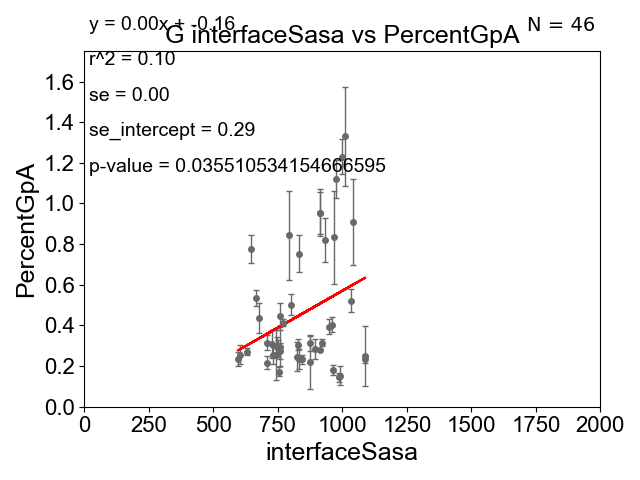 y = 0.00x + -0.16
N = 46
G interfaceSasa vs PercentGpA
r^2 = 0.10
se = 0.00
se_intercept = 0.29
p-value = 0.035510534154666595
PercentGpA
1.6
1.4
1.2
1.0
0.8
0.6
0.4
0.2
0.0
0 250 500 750 1000 1250 1500 1750 2000
interfaceSasa